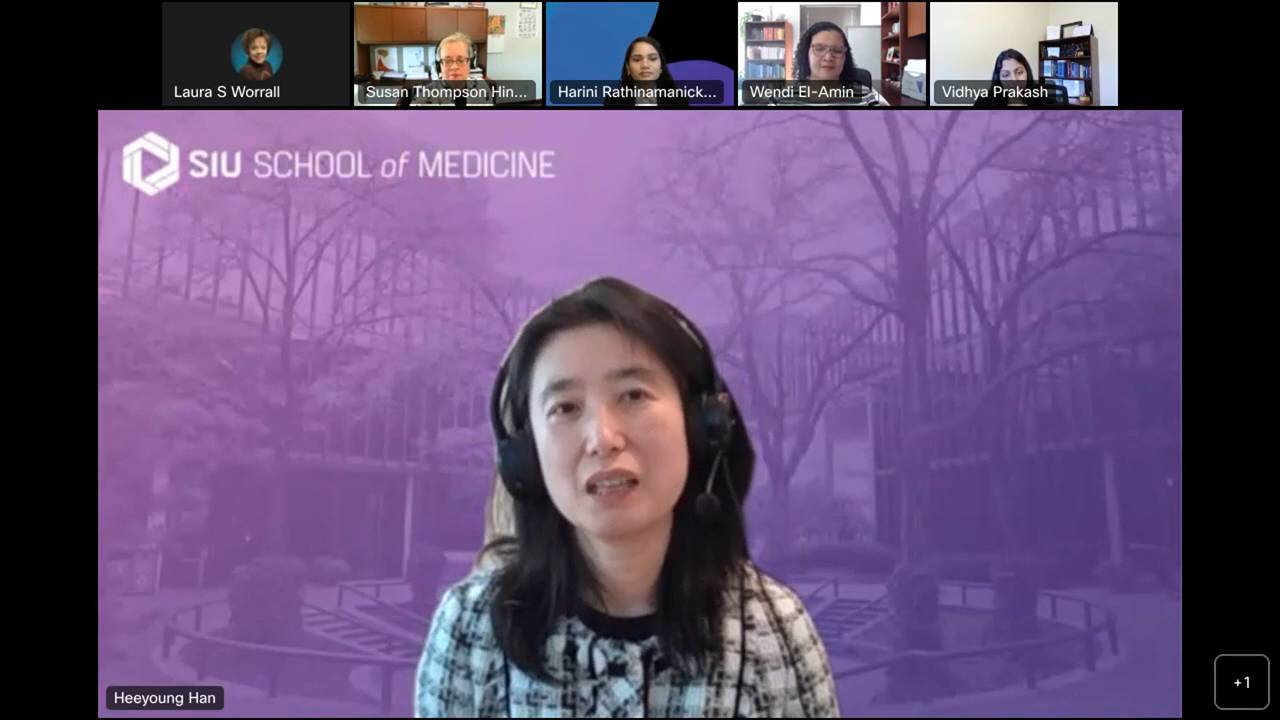 Laura S Worrall
Susan Thompson Hin...
Harini Rathinamanick...
Wendi El-Amin
Vidhya Prakash
SIU SCHOOL of MEDICINE
Heeyoung Han
+1